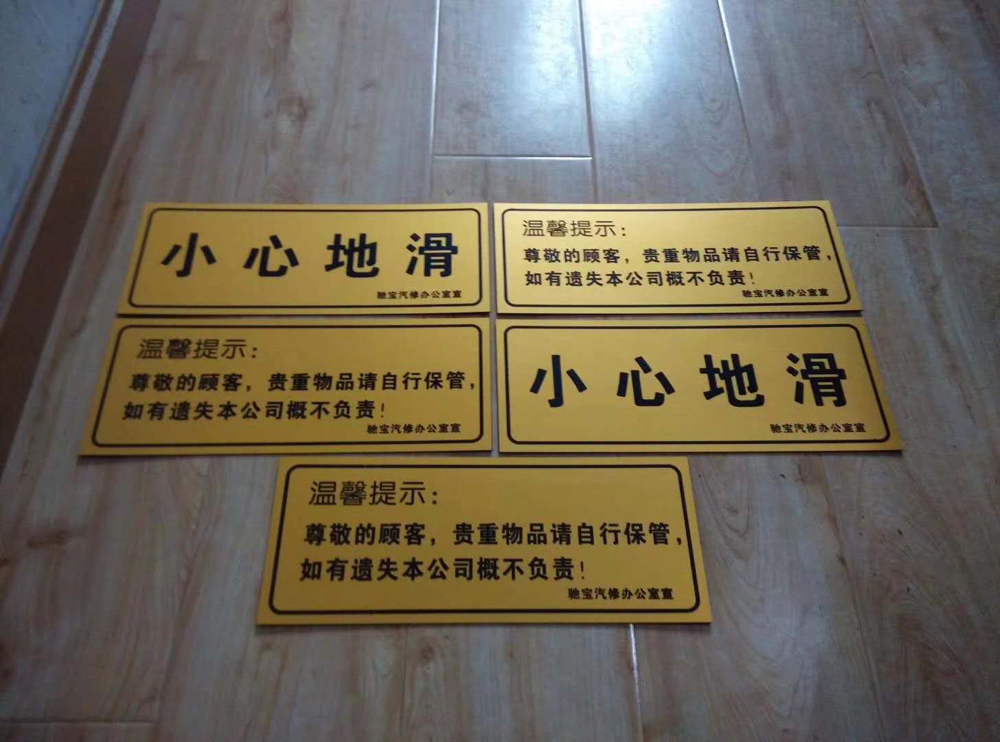 小心地滑
驰宝汽修办公室宣
温馨提示：
尊敬的顾客，贵重物品请自行保管，
如有遗失本公司概不负责！
驰宝汽修办公室宣
温馨提示：
尊敬的顾客，贵重物品请自行保管，
如有遗失本公司概不负责！
驰宝汽修办公室宣
小心地滑
驰宝汽修办公室宣
温馨提示：
尊敬的顾客，贵重物品请自行保管，
如有遗失本公司概不负责！
驰宝汽修办公室宣